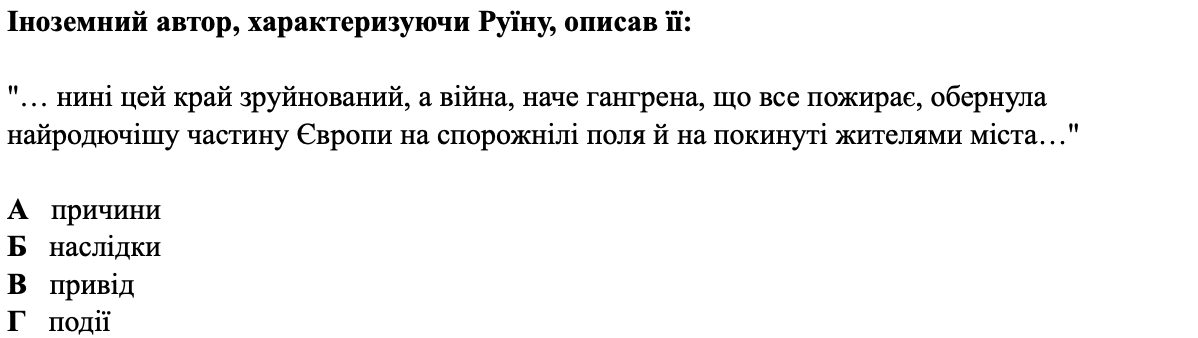 Іноземний автор, характеризуючи Руїну, описав її:
"… нині цей край зруйнований, а війна, наче гангрена, що все пожирає, обернула
найродючішу частину Європи на спорожнілі поля й на покинуті жителями міста…"
А причини
Б наслідки
В привід
Г події